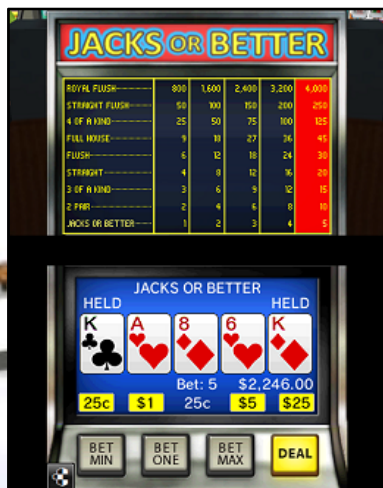 JACKS OR BETTER
ROYAL FLUSH 800 1,600 2,400 3,200 4,000
STRAIGHT FLUSH 50 100 150 200 250
4 OF A KIND 25 50 75 100 125
FULL HOUSE 9 18 27 36 45
FLUSH 6 12 18 24 30
STRAIGHT 4 8 12 16 20
3 OF A KIND 3 6 9 12 15
2 PAIR 2 4 6 8 10
JACKS OR BETTER 1 2 3 4 5
JACKS OR BETTER
HELD HELD
K A 8 6 K
Bet: 5 $2,246.00
25c $1 25c $5 $25
BET MIN BET ONE BET MAX DEAL